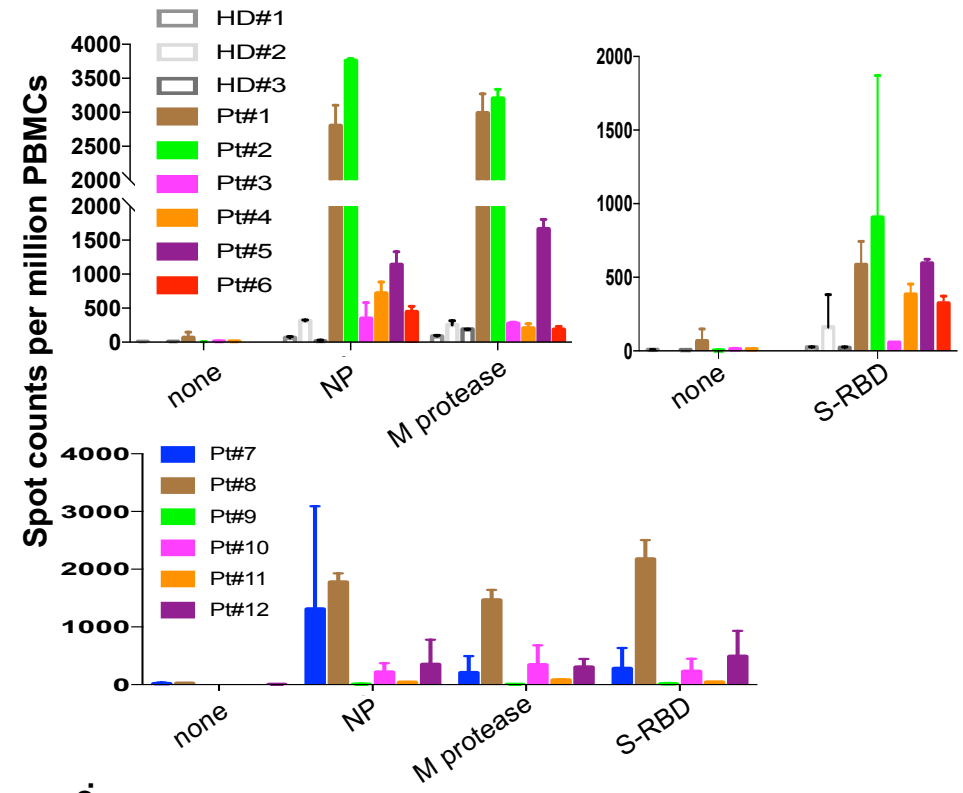 Spot counts per million PBMCs
HD#1
HD#2
HD#3
Pt#1
Pt#2
Pt#3
Pt#4
Pt#5
Pt#6
4000
3500
3000
2500
2000
2000
1500
1000
500
0
none
NP
M protease
2000
1500
1000
500
0
none
S-RBD
Pt#7
Pt#8
Pt#9
Pt#10
Pt#11
Pt#12
4000
3000
2000
1000
0
none
NP
M protease
S-RBD